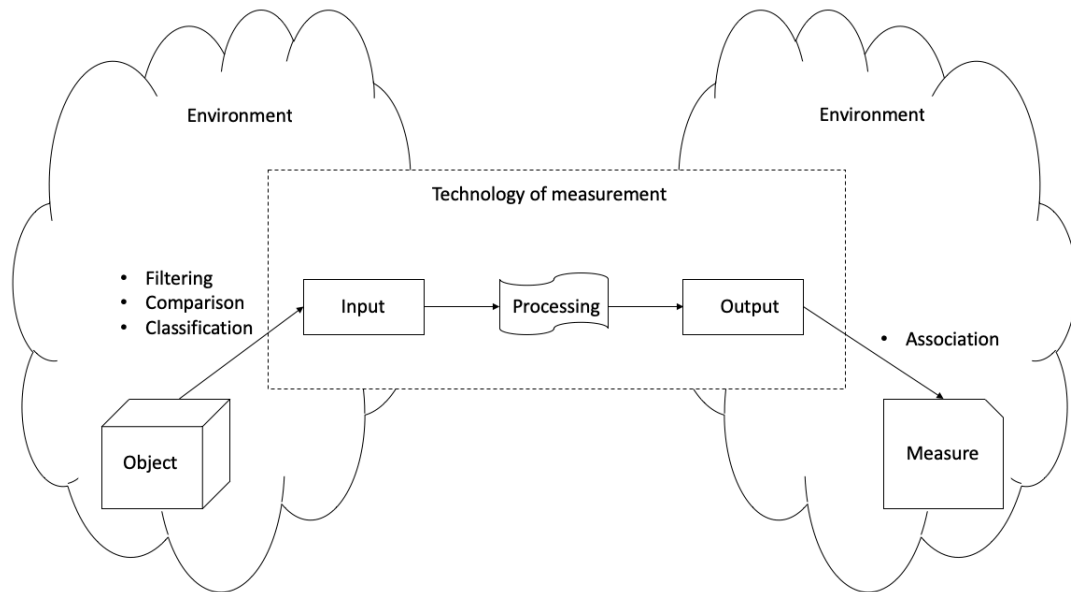 Environment
Environment
Technology of measurement
• Filtering
• Comparison
• Classification
Input
Processing
Output
• Association
Object
Measure